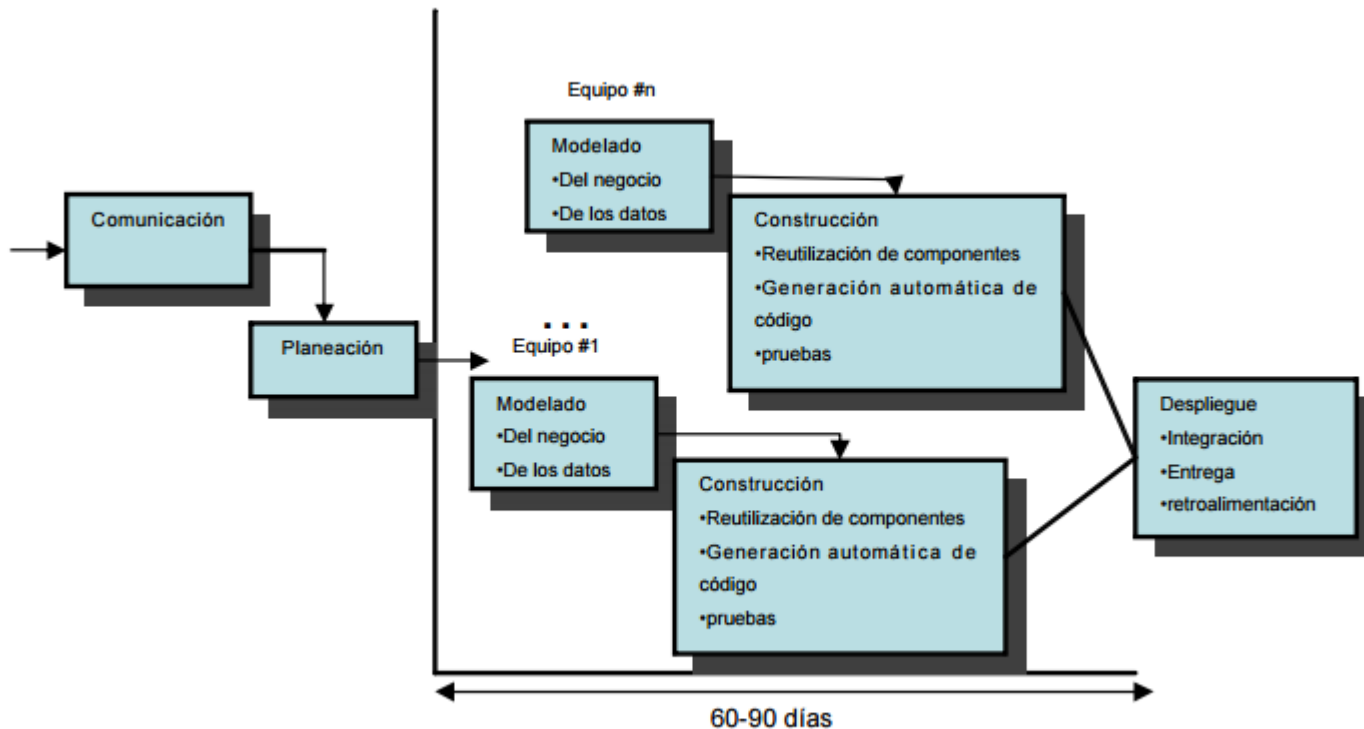 Equipo #n
Modelado
•Del negocio
•De los datos
Construcción
•Reutilización de componentes
•Generación automática de
código
•pruebas
Comunicación
Planeación
...
Equipo #1
Modelado
•Del negocio
•De los datos
Construcción
•Reutilización de componentes
•Generación automática de
código
•pruebas
Despliegue
•Integración
•Entrega
•retroalimentación
60-90 días